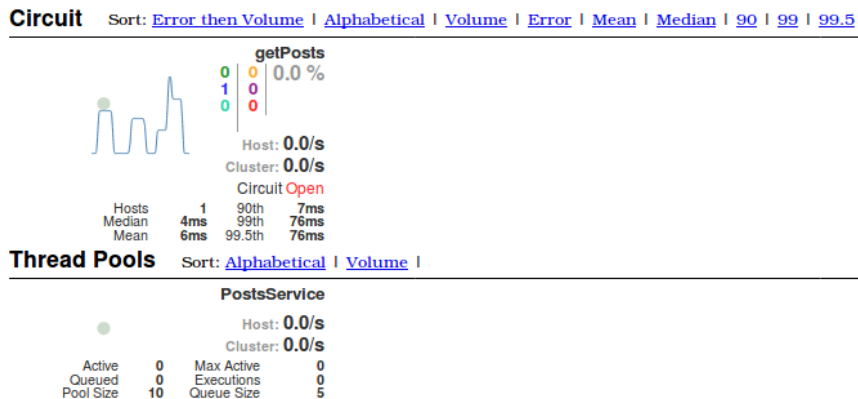 Circuit Sort: Error then Volume | Alphabetical | Volume | Error | Mean | Median | 90 | 99 | 99.5
getPosts
0 0 0.0 %
1 0
0 0
Host: 0.0/s
Cluster: 0.0/s
Circuit Open
Hosts 1 90th 7ms
Median 4ms 99th 76ms
Mean 6ms 99.5th 76ms
Thread Pools Sort: Alphabetical | Volume |
PostsService
Host: 0.0/s
Cluster: 0.0/s
Active 0 Max Active 0
Queued 0 Executions 0
Pool Size 10 Queue Size 5